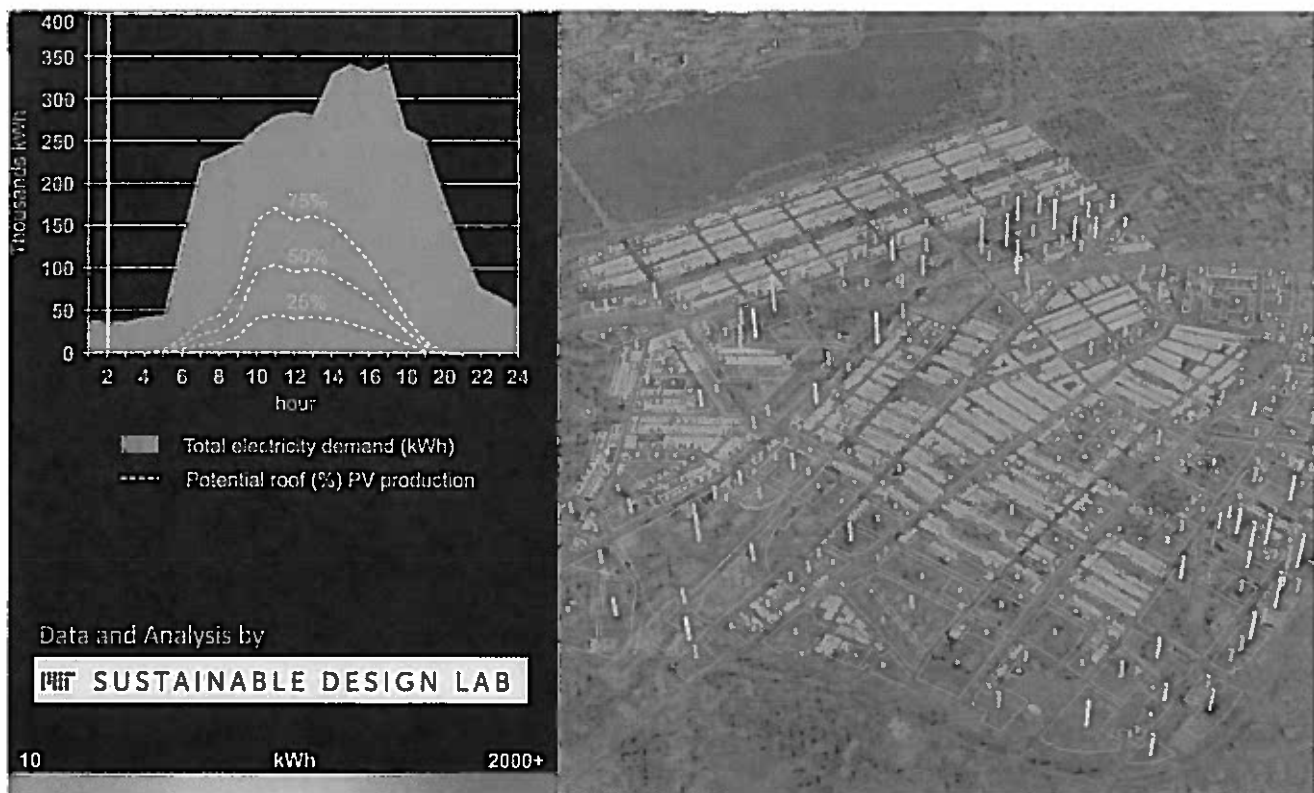 400
350
300
250
200
150
100
50
0
Thousands kWh
75%
50%
25%
2 4 6 8 10 12 14 16 18 20 22 24
hour
Total electricity demand (kWh)
Potential roof (%) PV production
Data and Analysis by
MIT SUSTAINABLE DESIGN LAB
10 kWh 2000+